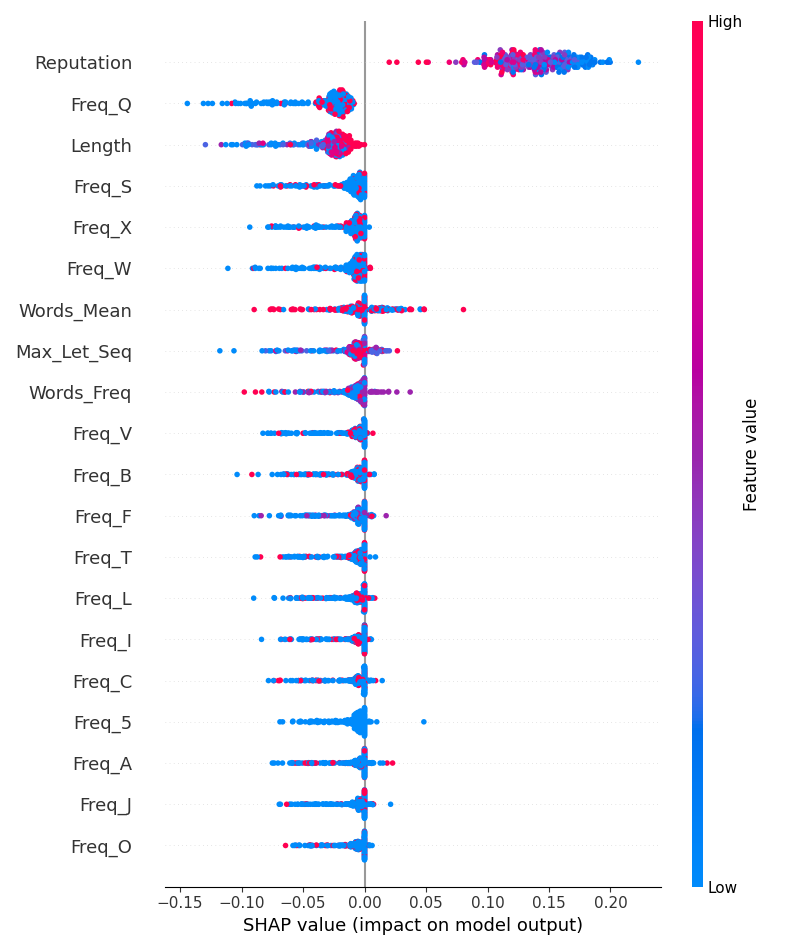 High
Reputation
Freq_Q
Length
Freq_S
Freq_X
Freq_W
Words_Mean
Max_Let_Seq
Words_Freq
Freq_V
Freq_B
Freq_F
Freq_T
Freq_L
Freq_I
Freq_C
Freq_5
Freq_A
Freq_J
Freq_O
Feature value
Low
−0.15 −0.10 −0.05 0.00 0.05 0.10 0.15 0.20
SHAP value (impact on model output)